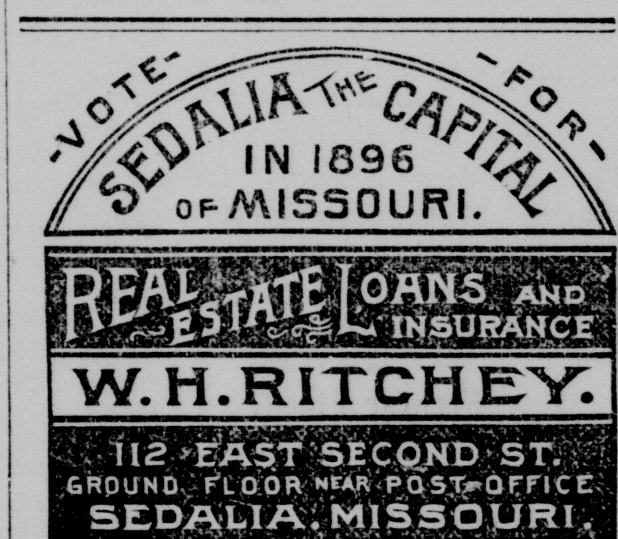 -VOTE- -FOR-
SEDALIA THE CAPITAL
IN 1896
OF MISSOURI.
REAL ESTATE LOANS AND INSURANCE
W. H. RITCHEY.
112 EAST SECOND ST.
GROUND FLOOR NEAR POST-OFFICE
SEDALIA. MISSOURI.